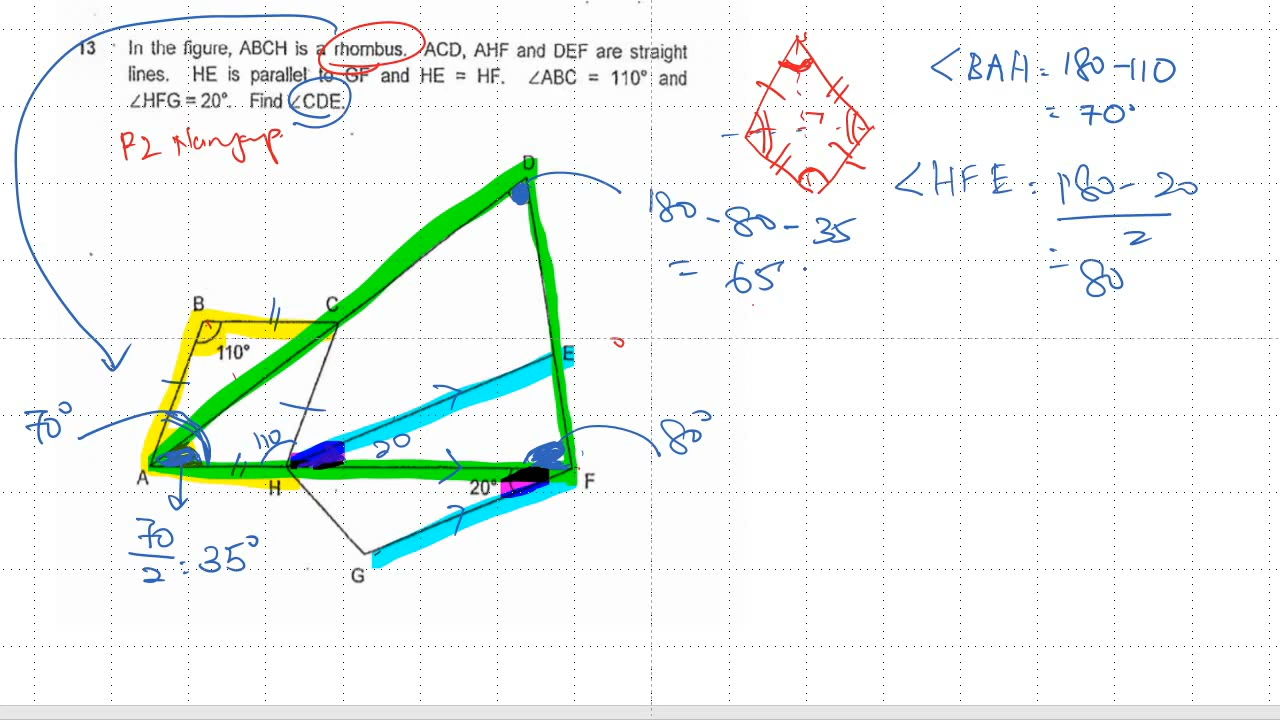 13 In the figure, ABCH is a rhombus. ACD, AHF and DEF are straight
lines. HE is parallel to GF and HE = HF. ∠ABC = 110° and
∠HFG = 20°. Find ∠CDE.
P2 Nanyang
∠BAH = 180-110
= 70°
∠HFE = 180-20
2
= 80
180 - 80 - 35
= 65
D
B
C
110°
E
70°
110
20
80°
A
H
20°
F
70
2
= 35°
G